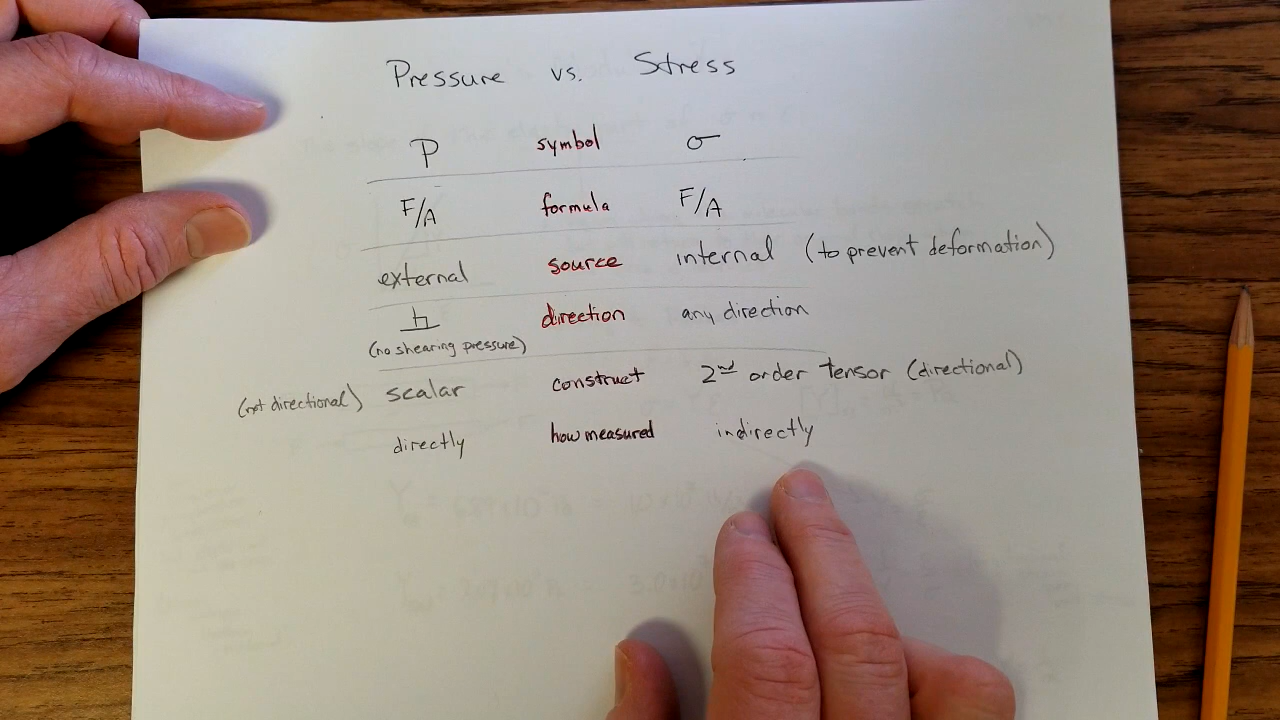 Pressure vs. Stress
P symbol σ
F/A formula F/A
external source internal (to prevent deformation)
direction any direction
(no shearing pressure)
(not directional) scalar construct 2nd order tensor (directional)
directly how measured indirectly